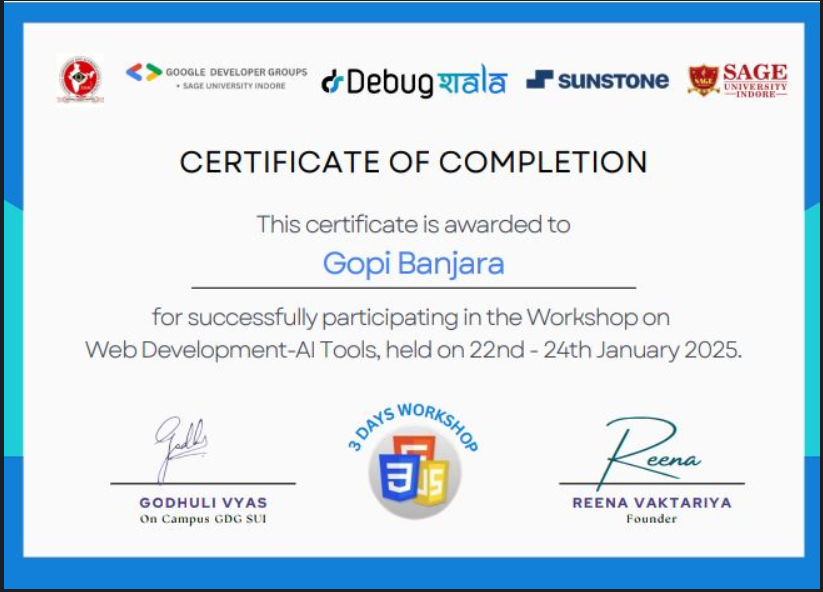 GOOGLE DEVELOPER GROUPS
• SAGE UNIVERSITY INDORE
Debugशाला
SUNSTONE
SAGE
SAGE
UNIVERSITY
INDORE
CERTIFICATE OF COMPLETION
This certificate is awarded to
Gopi Banjara
for successfully participating in the Workshop on
Web Development-AI Tools, held on 22nd - 24th January 2025.
3 DAYS WORKSHOP
3
JS
Reena
GODHULI VYAS
On Campus GDG SUI
REENA VAKTARIYA
Founder